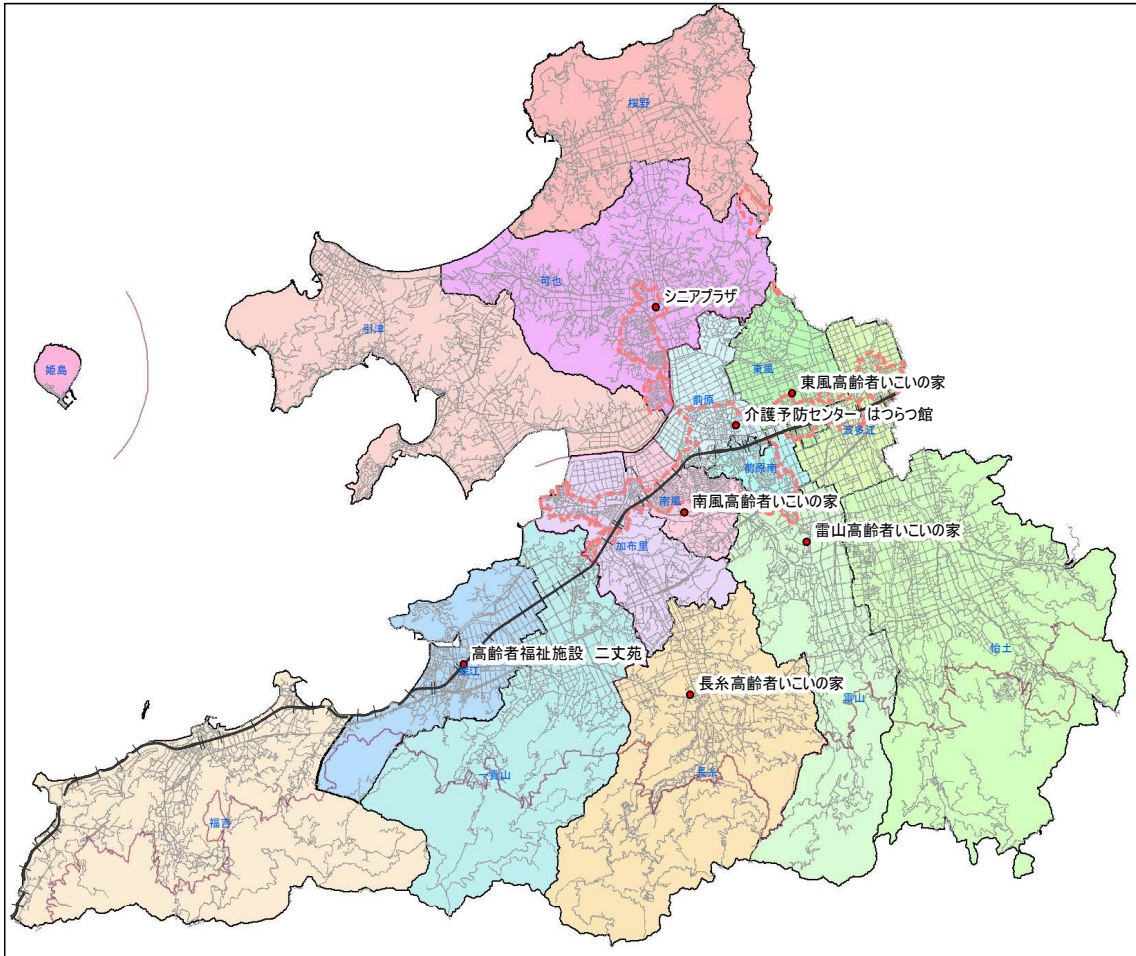 桜野
可也
シニアプラザ
引津
姫島
東風
東風高齢者いこいの家
前原
介護予防センター はつらつ館
波多江
前原南
南風
南風高齢者いこいの家
雷山高齢者いこいの家
加布里
怡土
高齢者福祉施設 二丈苑
長糸高齢者いこいの家
雷山
一貴山
長糸
福吉